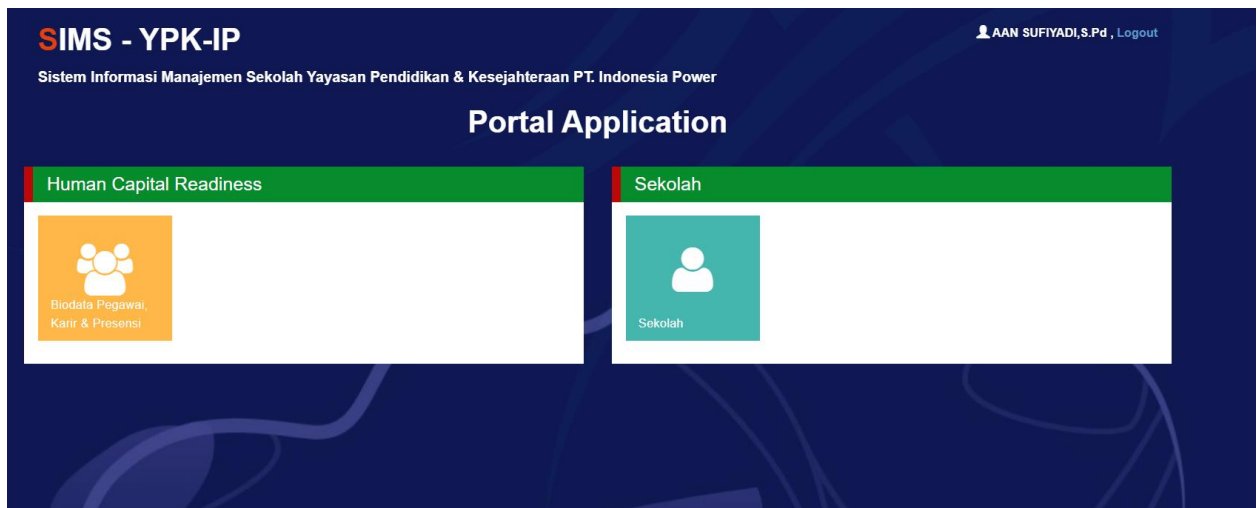 SIMS - YPK-IP
AAN SUFIYADI,S.Pd , Logout
Sistem Informasi Manajemen Sekolah Yayasan Pendidikan & Kesejahteraan PT. Indonesia Power
Portal Application
Human Capital Readiness
Sekolah
Biodata Pegawai,
Karir & Presensi
Sekolah